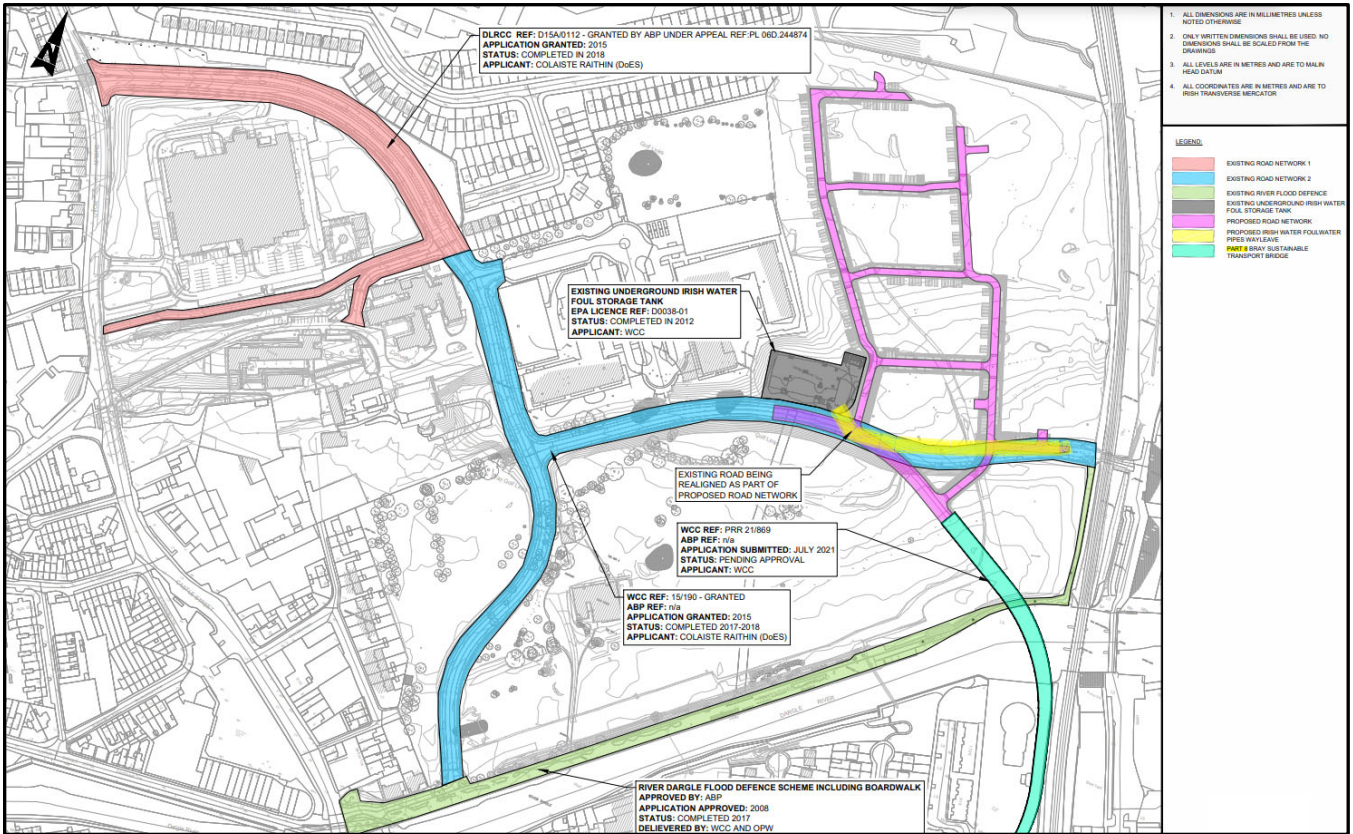 DLRCC REF: D15A/0112 - GRANTED BY ABP UNDER APPEAL REF:PL 06D.244874
APPLICATION GRANTED: 2015
STATUS: COMPLETED IN 2018
APPLICANT: COLAISTE RAITHIN (DoES)
EXISTING UNDERGROUND IRISH WATER
FOUL STORAGE TANK
EPA LICENCE REF: D0038-01
STATUS: COMPLETED IN 2012
APPLICANT: WCC
EXISTING ROAD BEING
REALIGNED AS PART OF
PROPOSED ROAD NETWORK
WCC REF: PRR 21/869
ABP REF: n/a
APPLICATION SUBMITTED: JULY 2021
STATUS: PENDING APPROVAL
APPLICANT: WCC
WCC REF: 15/190 - GRANTED
ABP REF: n/a
APPLICATION GRANTED: 2015
STATUS: COMPLETED 2017-2018
APPLICANT: COLAISTE RAITHIN (DoES)
DARGLE RIVER
RIVER DARGLE FLOOD DEFENCE SCHEME INCLUDING BOARDWALK
APPROVED BY: ABP
APPLICATION APPROVED: 2008
STATUS: COMPLETED 2017
DELIEVERED BY: WCC AND OPW
1. ALL DIMENSIONS ARE IN MILLIMETRES UNLESS
NOTED OTHERWISE
2. ONLY WRITTEN DIMENSIONS SHALL BE USED. NO
DIMENSIONS SHALL BE SCALED FROM THE
DRAWINGS
3. ALL LEVELS ARE IN METRES AND ARE TO MALIN
HEAD DATUM
4. ALL COORDINATES ARE IN METRES AND ARE TO
IRISH TRANSVERSE MERCATOR
LEGEND:
EXISTING ROAD NETWORK 1
EXISTING ROAD NETWORK 2
EXISTING RIVER FLOOD DEFENCE
EXISTING UNDERGROUND IRISH WATER
FOUL STORAGE TANK
PROPOSED ROAD NETWORK
PROPOSED IRISH WATER FOULWATER
PIPES WAYLEAVE
PART 8 BRAY SUSTAINABLE
TRANSPORT BRIDGE